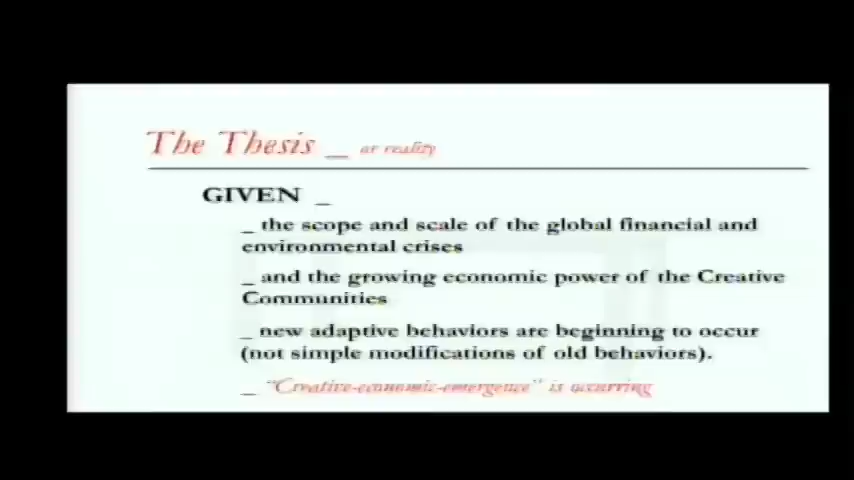 The Thesis _ or reality
GIVEN _
_ the scope and scale of the global financial and
environmental crises
_ and the growing economic power of the Creative
Communities
_ new adaptive behaviors are beginning to occur
(not simple modifications of old behaviors).
_ "Creative-economic-emergence" is occurring